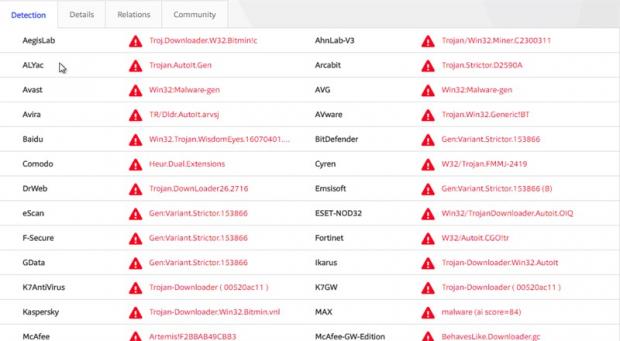 Detection Details Relations Community
AegisLab Troj.Downloader.W32.Bitmin!c AhnLab-V3 Trojan/Win32.Miner.C2300311
ALYac Trojan.AutoIt.Gen Arcabit Trojan.Strictor.D2590A
Avast Win32:Malware-gen AVG Win32:Malware-gen
Avira TR/Dldr.AutoIt.arvsj AVware Trojan.Win32.Generic!BT
Baidu Win32.Trojan.WisdomEyes.16070401.... BitDefender Gen:Variant.Strictor.153866
Comodo Heur.Dual.Extensions Cyren W32/Trojan.FMMJ-2419
DrWeb Trojan.DownLoader26.2716 Emsisoft Gen:Variant.Strictor.153866 (B)
eScan Gen:Variant.Strictor.153866 ESET-NOD32 Win32/TrojanDownloader.Autoit.OIQ
F-Secure Gen:Variant.Strictor.153866 Fortinet W32/Autoit.CGO!tr
GData Gen:Variant.Strictor.153866 Ikarus Trojan-Downloader.Win32.AutoIt
K7AntiVirus Trojan-Downloader ( 00520ac11 ) K7GW Trojan-Downloader ( 00520ac11 )
Kaspersky Trojan-Downloader.Win32.Bitmin.vnl MAX malware (ai score=84)
McAfee Artemis!F2BBAB49CBB3 McAfee-GW-Edition BehavesLike.Downloader.gc